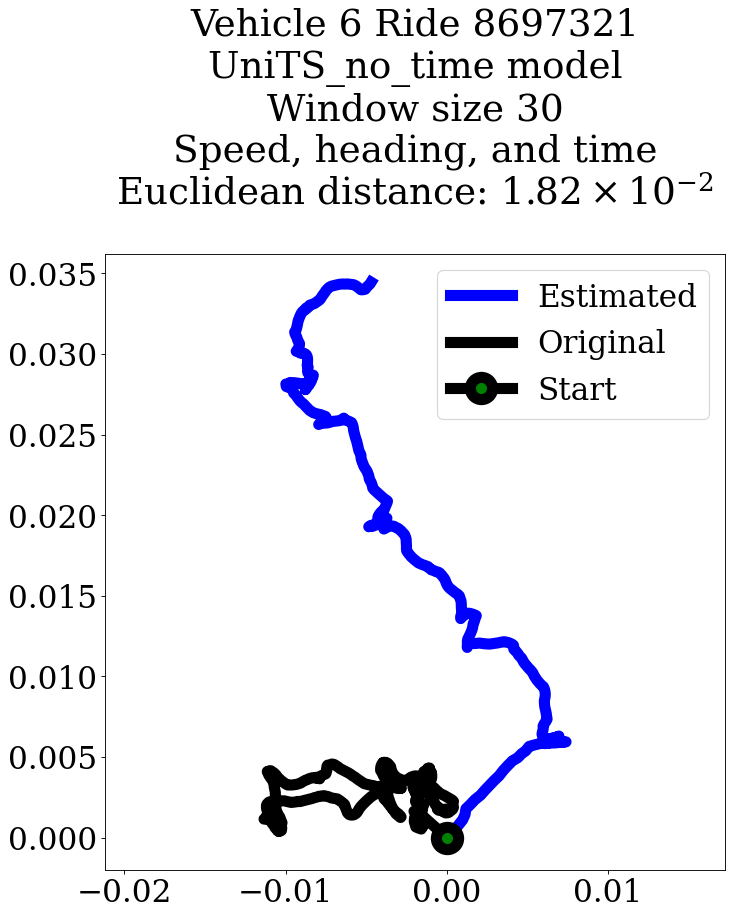 Vehicle 6 Ride 8697321
UniTS_no_time model
Window size 30
Speed, heading, and time
Euclidean distance: 1.82 × 10⁻²
Estimated
Original
Start
0.035
0.030
0.025
0.020
0.015
0.010
0.005
0.000
−0.02 −0.01 0.00 0.01